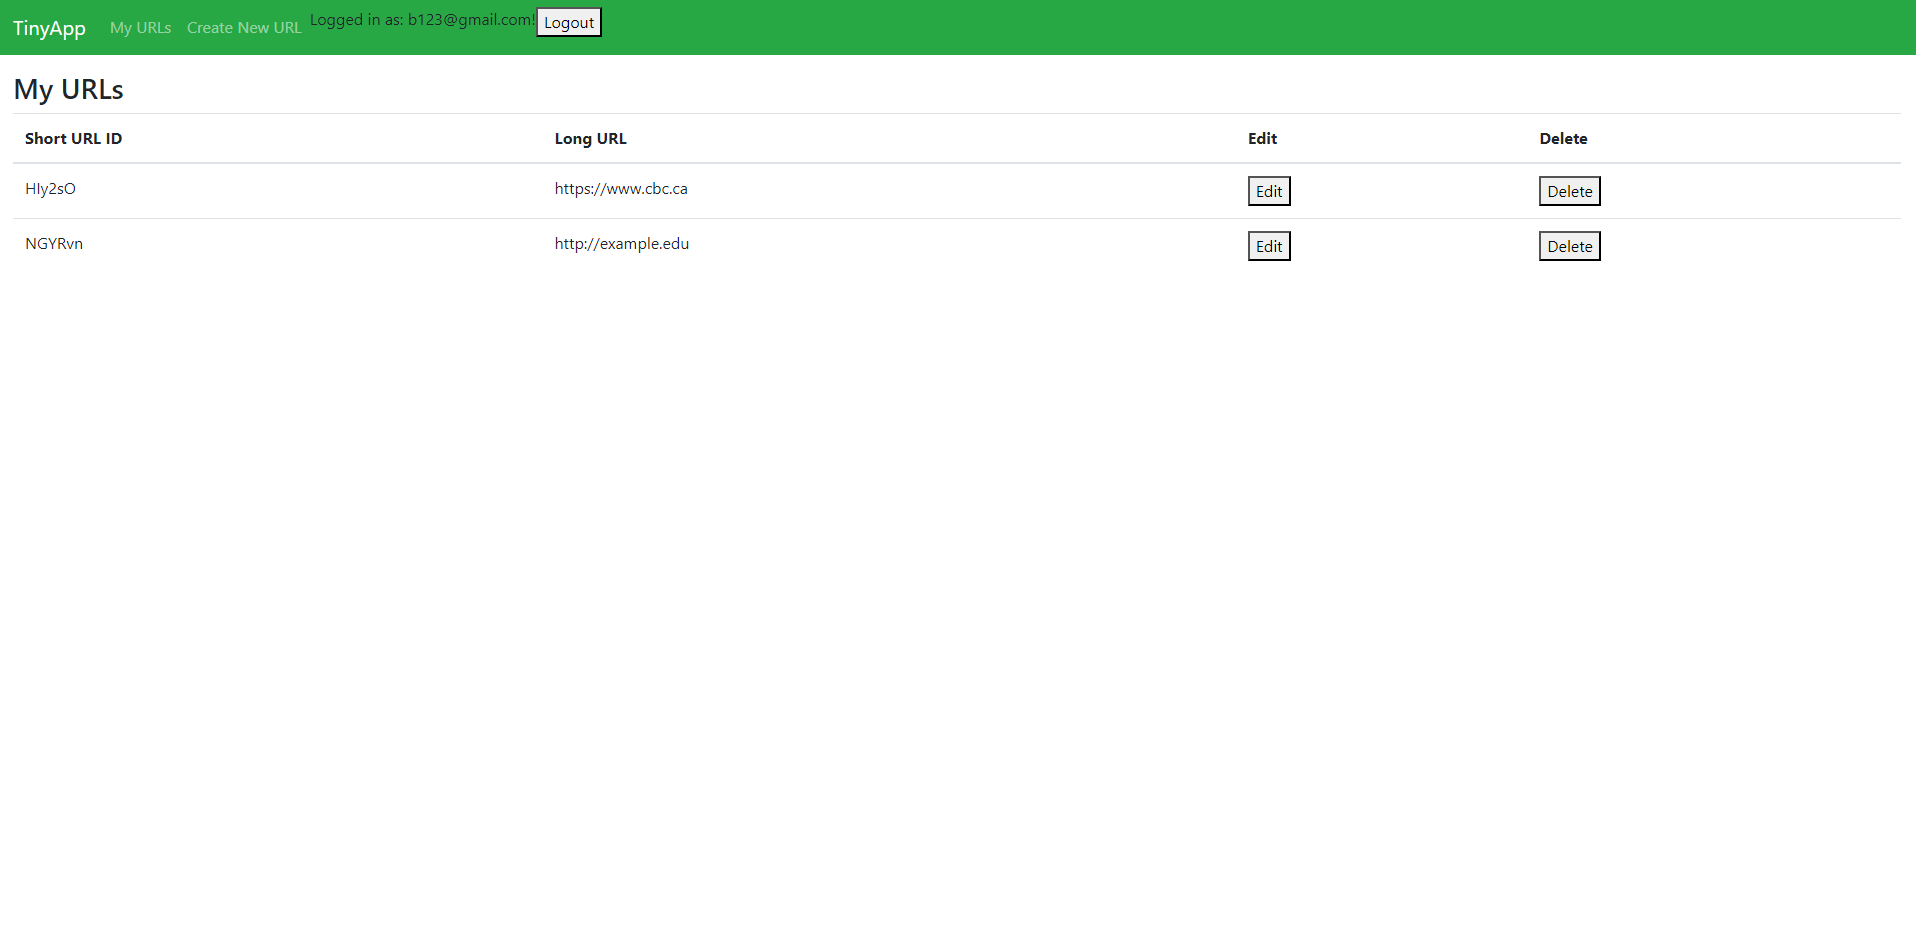 TinyApp My URLs Create New URL Logged in as: b123@gmail.com! Logout
My URLs
Short URL ID Long URL Edit Delete
HIy2sO https://www.cbc.ca Edit Delete
NGYRvn http://example.edu Edit Delete